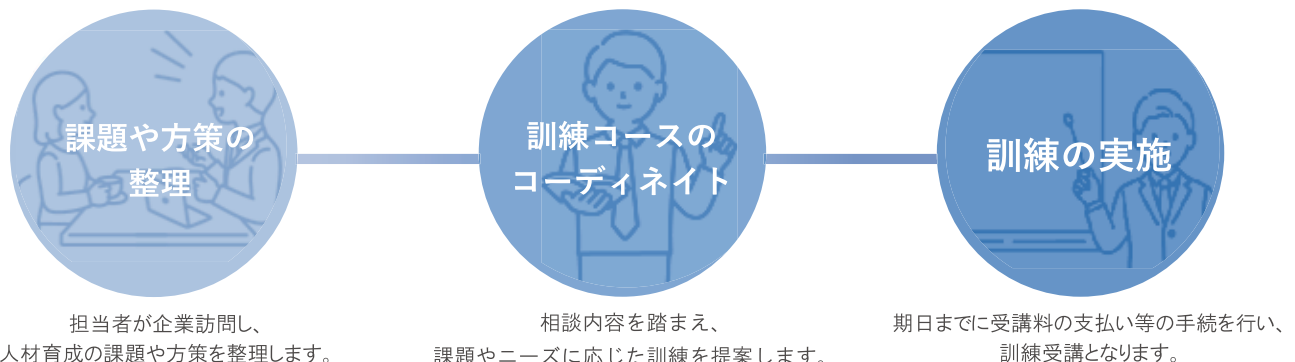 課題や方策の
整理
担当者が企業訪問し、
人材育成の課題や方策を整理します。
訓練コースの
コーディネイト
相談内容を踏まえ、
課題やニーズに応じた訓練を提案します。
訓練の実施
期日までに受講料の支払い等の手続を行い、
訓練受講となります。